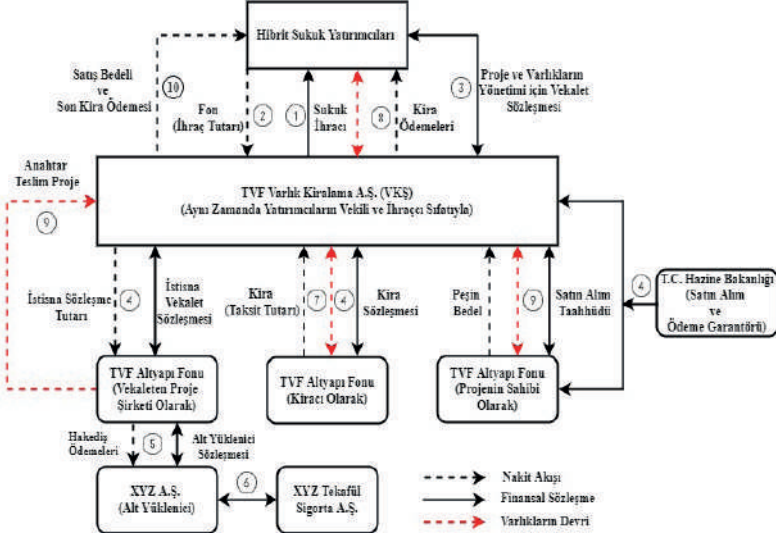 Hibrit Sukuk Yatırımcıları
Satış Bedeli
ve
Son Kira Ödemesi
10
Fon
(İhraç Tutarı)
2
1
Sukuk
İhracı
8
Kira
Ödemeleri
3
Proje ve Varlıkların
Yönetimi için Vekalet
Sözleşmesi
Anahtar
Teslim Proje
9
TVF Varlık Kiralama A.Ş. (VKŞ)
(Aynı Zamanda Yatırımcıların Vekili ve İhraççı Sıfatıyla)
İstisna Sözleşme
Tutarı
4
İstisna
Vekalet
Sözleşmesi
Kira
(Taksit Tutarı)
7
4
Kira
Sözleşmesi
Peşin
Bedel
9
Satın Alım
Taahhüdü
4
T.C. Hazine Bakanlığı
(Satın Alım
ve
Ödeme Garantörü)
TVF Altyapı Fonu
(Vekaleten Proje
Şirketi Olarak)
TVF Altyapı Fonu
(Kiracı Olarak)
TVF Altyapı Fonu
(Projenin Sahibi
Olarak)
Hakediş
Ödemeleri
5
Alt Yüklenici
Sözleşmesi
XYZ A.Ş.
(Alt Yüklenici)
6
XYZ Tekafül
Sigorta A.Ş.
Nakit Akışı
Finansal Sözleşme
Varlıkların Devri